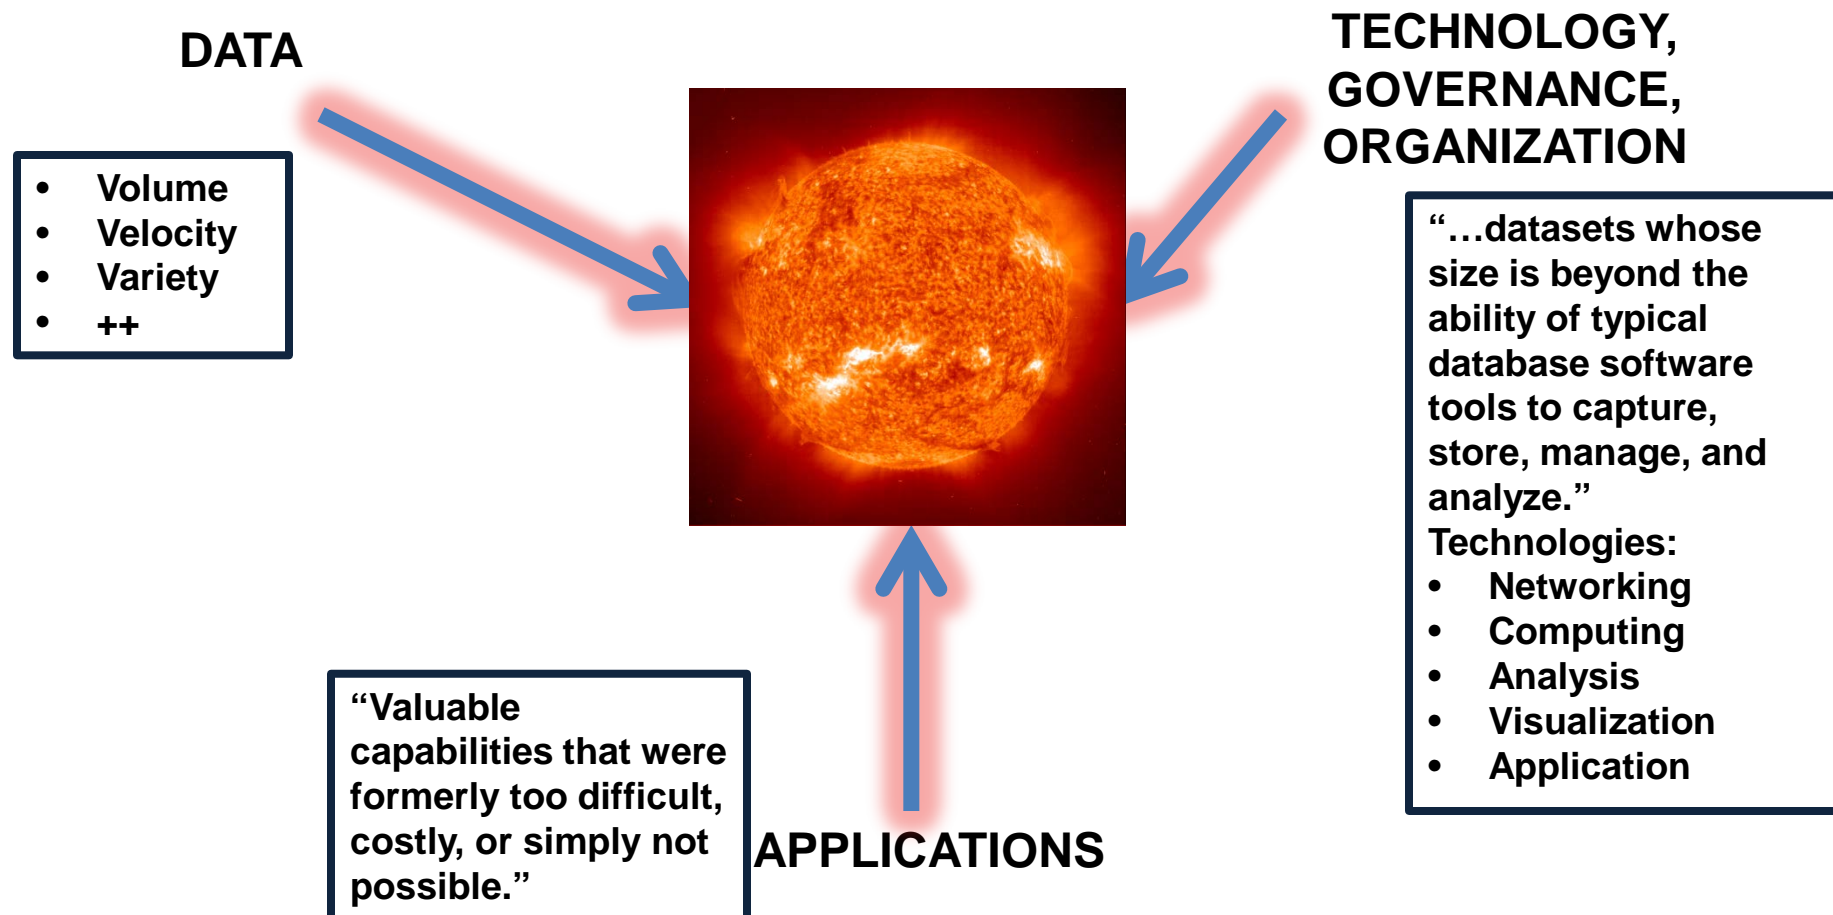 DATA
• Volume
• Velocity
• Variety
• ++
TECHNOLOGY,
GOVERNANCE,
ORGANIZATION
“…datasets whose
size is beyond the
ability of typical
database software
tools to capture,
store, manage, and
analyze.”
Technologies:
• Networking
• Computing
• Analysis
• Visualization
• Application
“Valuable
capabilities that were
formerly too difficult,
costly, or simply not
possible.”
APPLICATIONS